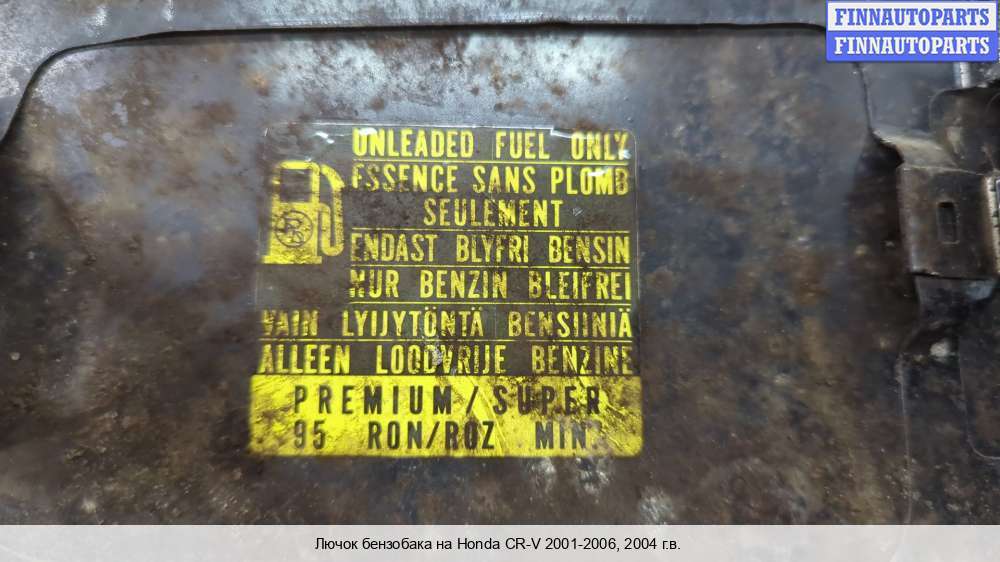 FINNAUTOPARTS
FINNAUTOPARTS
UNLEADED FUEL ONLY
ESSENCE SANS PLOMB
SEULEMENT
ENDAST BLYFRI BENSIN
NUR BENZIN BLEIFREI
VAIN LYIJYTÖNTÄ BENSIINIÄ
ALLEEN LOODVRIJE BENZINE
PREMIUM/SUPER
95 RON/ROZ MIN.
Лючок бензобака на Honda CR-V 2001-2006, 2004 г.в.